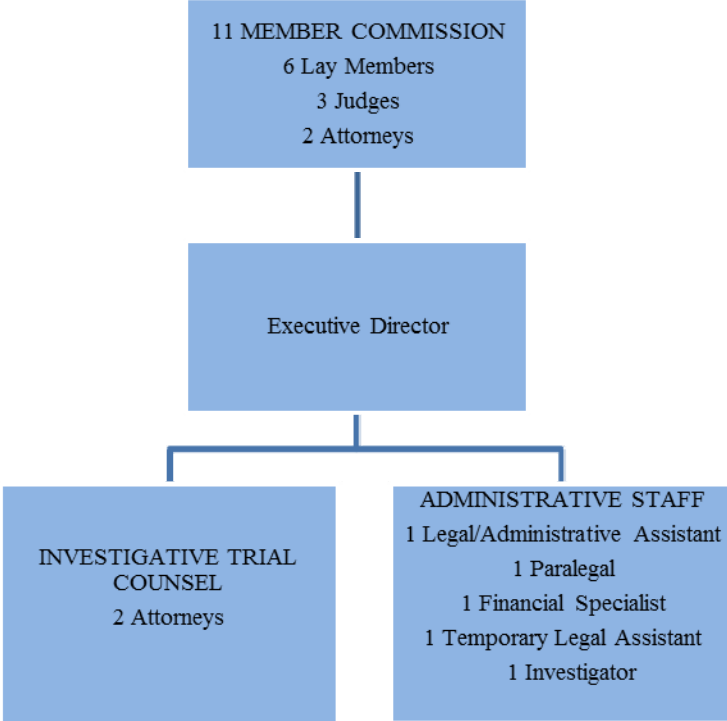 11 MEMBER COMMISSION
6 Lay Members
3 Judges
2 Attorneys
Executive Director
INVESTIGATIVE TRIAL
COUNSEL
2 Attorneys
ADMINISTRATIVE STAFF
1 Legal/Administrative Assistant
1 Paralegal
1 Financial Specialist
1 Temporary Legal Assistant
1 Investigator